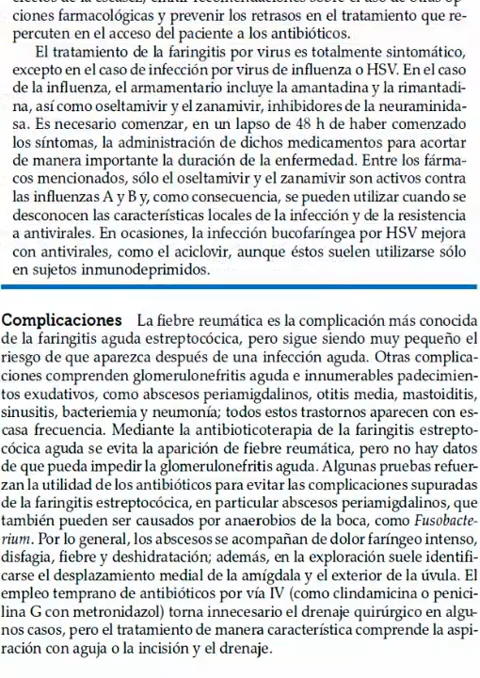 efectos de la escasez, emitir recomendaciones sobre el uso de otras op-
ciones farmacológicas y prevenir los retrasos en el tratamiento que re-
percuten en el acceso del paciente a los antibióticos.
El tratamiento de la faringitis por virus es totalmente sintomático,
excepto en el caso de infección por virus de influenza o HSV. En el caso
de la influenza, el armamentario incluye la amantadina y la rimantadi-
na, así como oseltamivir y el zanamivir, inhibidores de la neuraminida-
sa. Es necesario comenzar, en un lapso de 48 h de haber comenzado
los síntomas, la administración de dichos medicamentos para acortar
de manera importante la duración de la enfermedad. Entre los fárma-
cos mencionados, sólo el oseltamivir y el zanamivir son activos contra
las influenzas A y B y, como consecuencia, se pueden utilizar cuando se
desconocen las características locales de la infección y de la resistencia
a antivirales. En ocasiones, la infección bucofaríngea por HSV mejora
con antivirales, como el aciclovir, aunque éstos suelen utilizarse sólo
en sujetos inmunodeprimidos.
Complicaciones La fiebre reumática es la complicación más conocida
de la faringitis aguda estreptocócica, pero sigue siendo muy pequeño el
riesgo de que aparezca después de una infección aguda. Otras complica-
ciones comprenden glomerulonefritis aguda e innumerables padecimien-
tos exudativos, como abscesos periamigdalinos, otitis media, mastoiditis,
sinusitis, bacteriemia y neumonía; todos estos trastornos aparecen con es-
casa frecuencia. Mediante la antibioticoterapia de la faringitis estrepto-
cócica aguda se evita la aparición de fiebre reumática, pero no hay datos
de que pueda impedir la glomerulonefritis aguda. Algunas pruebas refuer-
zan la utilidad de los antibióticos para evitar las complicaciones supuradas
de la faringitis estreptocócica, en particular abscesos periamigdalinos, que
también pueden ser causados por anaerobios de la boca, como Fusobacte-
rium. Por lo general, los abscesos se acompañan de dolor faríngeo intenso,
disfagia, fiebre y deshidratación; además, en la exploración suele identifi-
carse el desplazamiento medial de la amígdala y el exterior de la úvula. El
empleo temprano de antibióticos por vía IV (como clindamicina o penici-
lina G con metronidazol) torna innecesario el drenaje quirúrgico en algu-
nos casos, pero el tratamiento de manera característica comprende la aspi-
ración con aguja o la incisión y el drenaje.